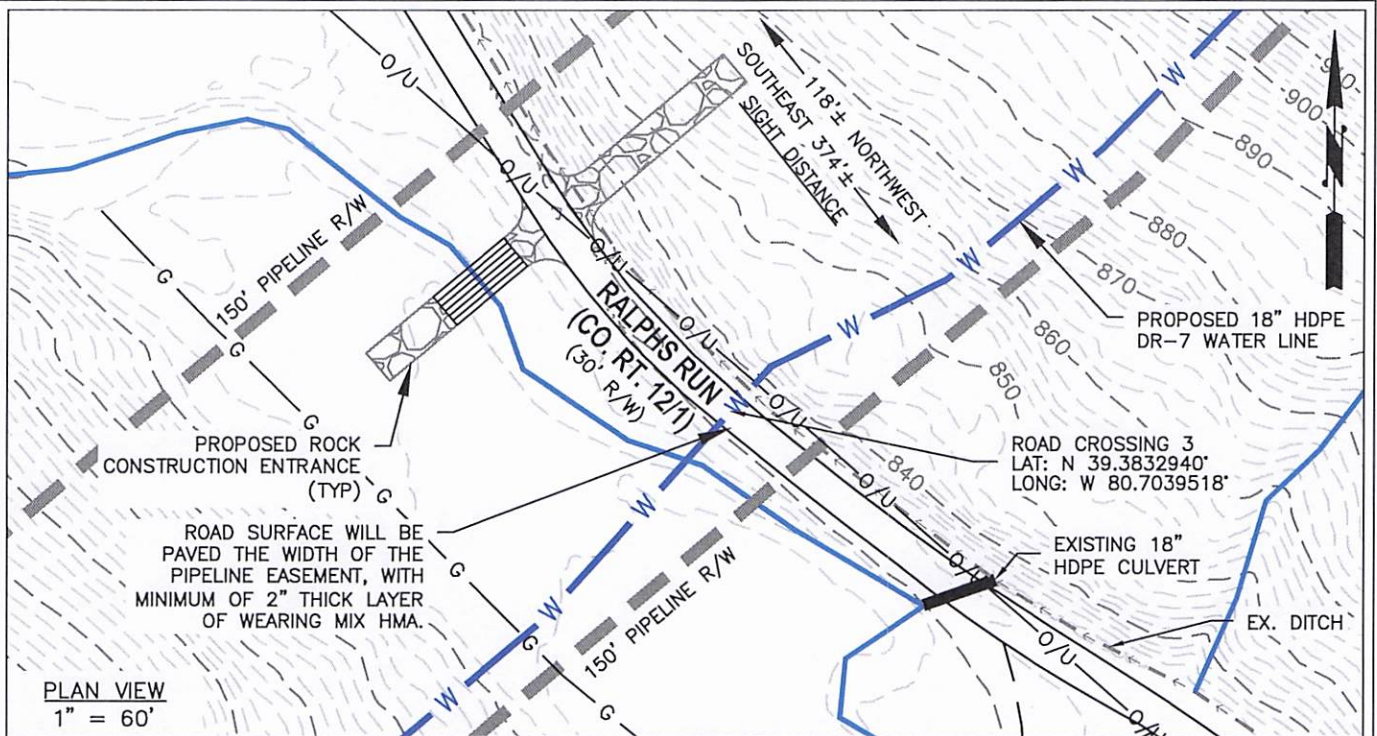 O/U
118'± NORTHWEST
SOUTHEAST 374'±
SIGHT DISTANCE
W
910
900
890
880
870
860
850
840
150' PIPELINE R/W
O/U
O/U
W
W
W
G
G
G
RALPHS RUN
(CO. RT. 12/1)
(30' R/W)
O/U
O/U
W
O/U
PROPOSED 18" HDPE
DR-7 WATER LINE
PROPOSED ROCK
CONSTRUCTION ENTRANCE
(TYP)
ROAD CROSSING 3
LAT: N 39.3832940°
LONG: W 80.7039518°
ROAD SURFACE WILL BE
PAVED THE WIDTH OF THE
PIPELINE EASEMENT, WITH
MINIMUM OF 2" THICK LAYER
OF WEARING MIX HMA.
W
G
G
W
G
W
G
150' PIPELINE R/W
O/U
O/U
EXISTING 18"
HDPE CULVERT
EX. DITCH
O/U
O/U
PLAN VIEW
1" = 60'